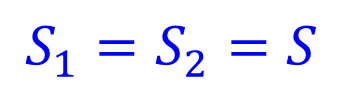 S₁ = S₂ = S